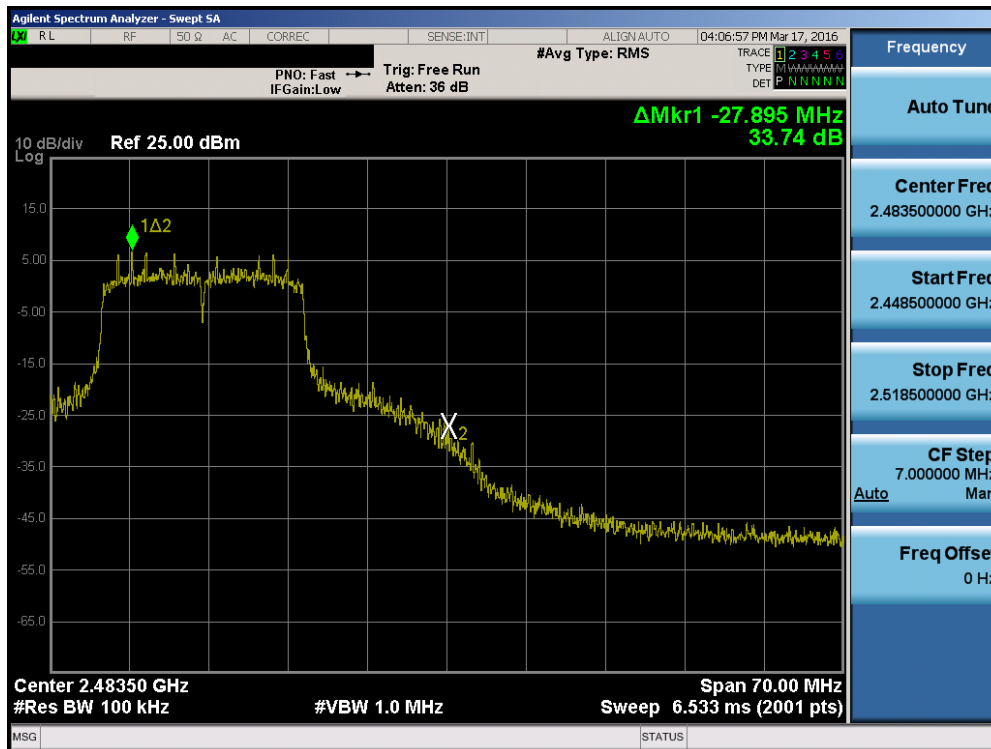 Agilent Spectrum Analyzer - Swept SA
LXI RL RF 50 Ω AC CORREC SENSE:INT ALIGN AUTO 04:06:57 PM Mar 17, 2016
#Avg Type: RMS
TRACE 1 2 3 4 5 6
PNO: Fast Trig: Free Run
TYPE M WWWWW
IFGain:Low Atten: 36 dB
DET P N N N N N
ΔMkr1 -27.895 MHz
33.74 dB
10 dB/div Ref 25.00 dBm
Log
15.0
1Δ2
5.00
-5.00
-15.0
-25.0
2
-35.0
-45.0
-55.0
-65.0
Center 2.48350 GHz Span 70.00 MHz
#Res BW 100 kHz #VBW 1.0 MHz Sweep 6.533 ms (2001 pts)
MSG STATUS
Frequency
Auto Tune
Center Freq
2.483500000 GHz
Start Freq
2.448500000 GHz
Stop Freq
2.518500000 GHz
CF Step
7.000000 MHz
Auto Man
Freq Offset
0 Hz